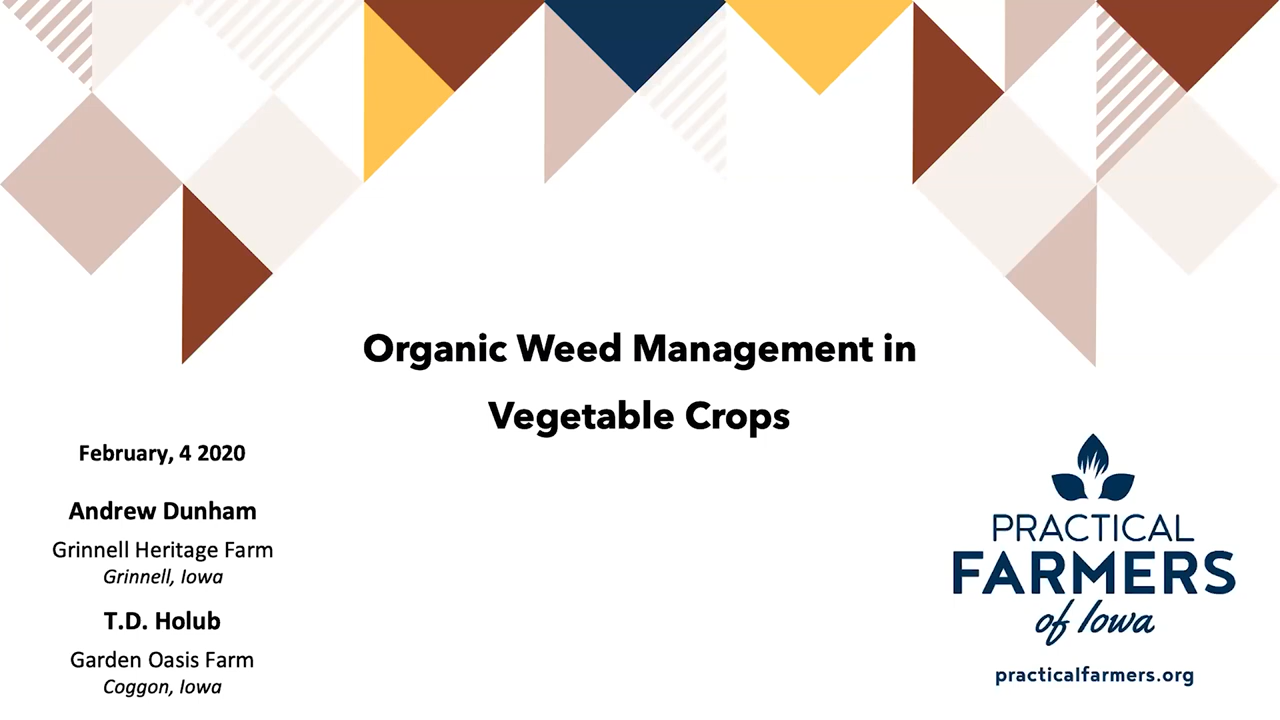 Organic Weed Management in
Vegetable Crops
February, 4 2020
Andrew Dunham
Grinnell Heritage Farm
Grinnell, Iowa
T.D. Holub
Garden Oasis Farm
Coggon, Iowa
PRACTICAL
FARMERS
of Iowa
practicalfarmers.org